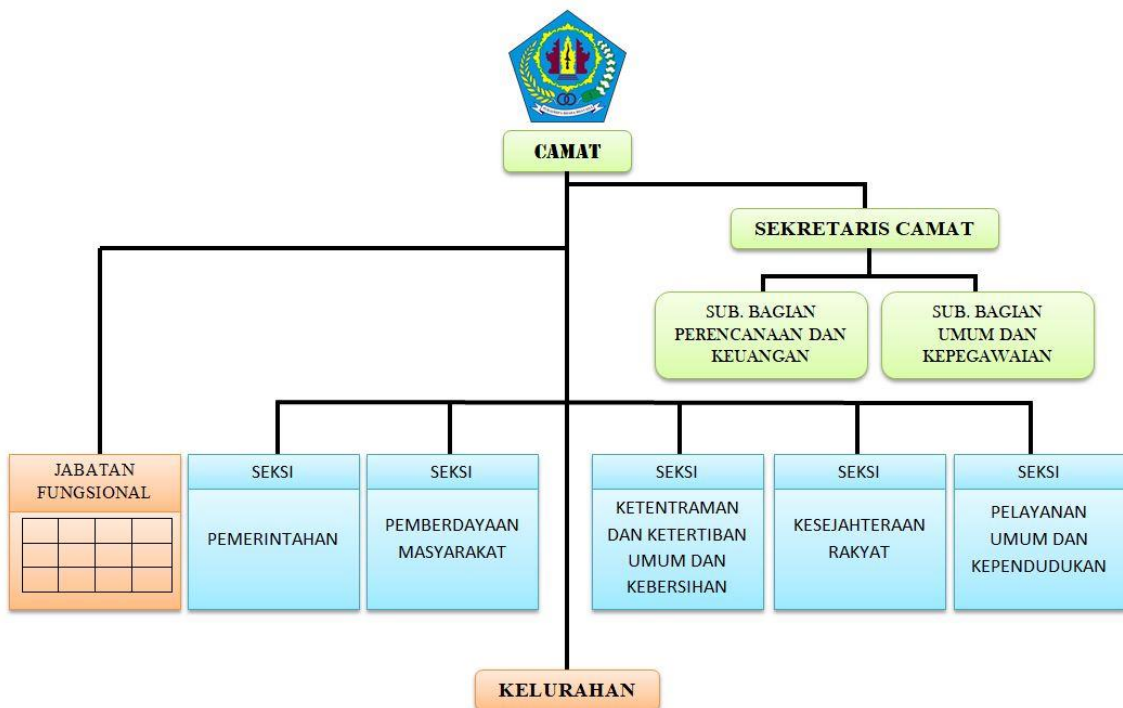 CAMAT
SEKRETARIS CAMAT
SUB. BAGIAN
PERENCANAAN DAN
KEUANGAN
SUB. BAGIAN
UMUM DAN
KEPEGAWAIAN
JABATAN
FUNGSIONAL
SEKSI
PEMERINTAHAN
SEKSI
PEMBERDAYAAN
MASYARAKAT
SEKSI
KETENTRAMAN
DAN KETERTIBAN
UMUM DAN
KEBERSIHAN
SEKSI
KESEJAHTERAAN
RAKYAT
SEKSI
PELAYANAN
UMUM DAN
KEPENDUDUKAN
KELURAHAN